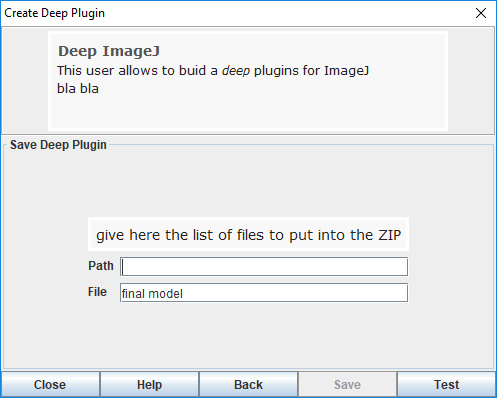 Create Deep Plugin
Deep ImageJ
This user allows to buid a deep plugins for ImageJ
bla bla
Save Deep Plugin
give here the list of files to put into the ZIP
Path
File
final model
Close
Help
Back
Save
Test